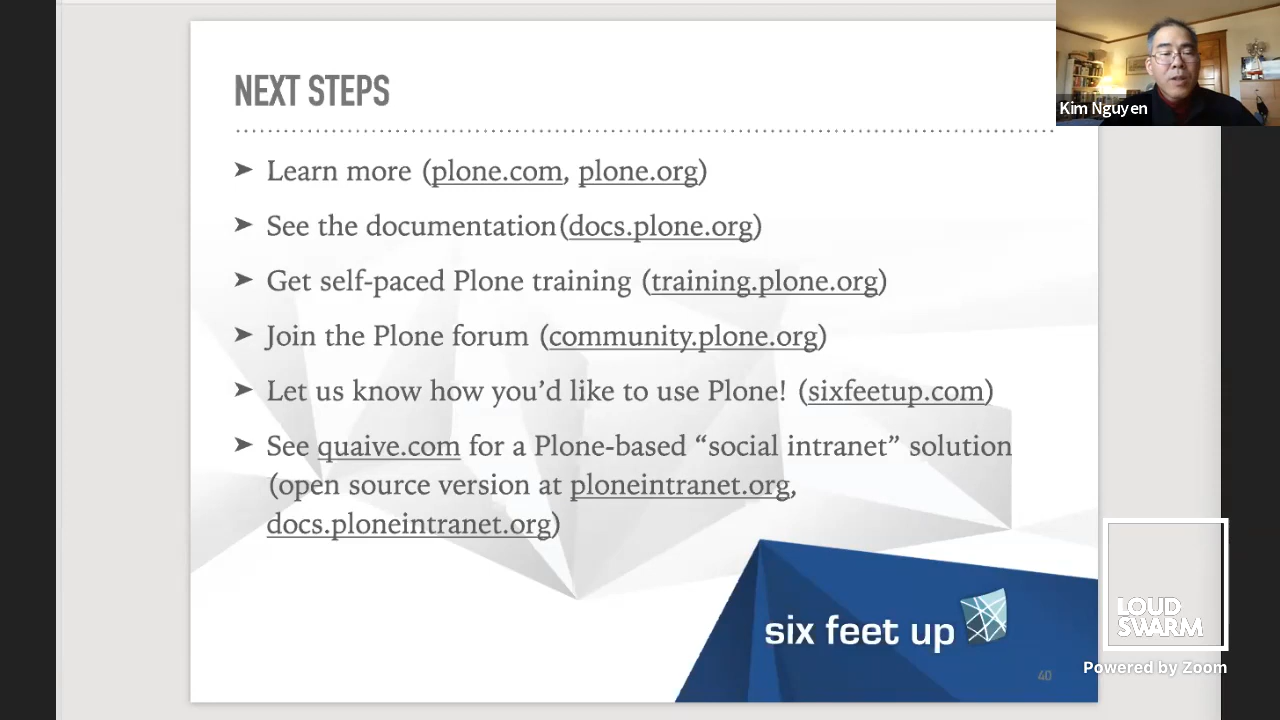 NEXT STEPS
Kim Nguyen
➤ Learn more (plone.com, plone.org)
➤ See the documentation (docs.plone.org)
➤ Get self-paced Plone training (training.plone.org)
➤ Join the Plone forum (community.plone.org)
➤ Let us know how you’d like to use Plone! (sixfeetup.com)
➤ See quaive.com for a Plone-based “social intranet” solution
(open source version at ploneintranet.org,
docs.ploneintranet.org)
six feet up
40
LOUD
SWARM
Powered by Zoom